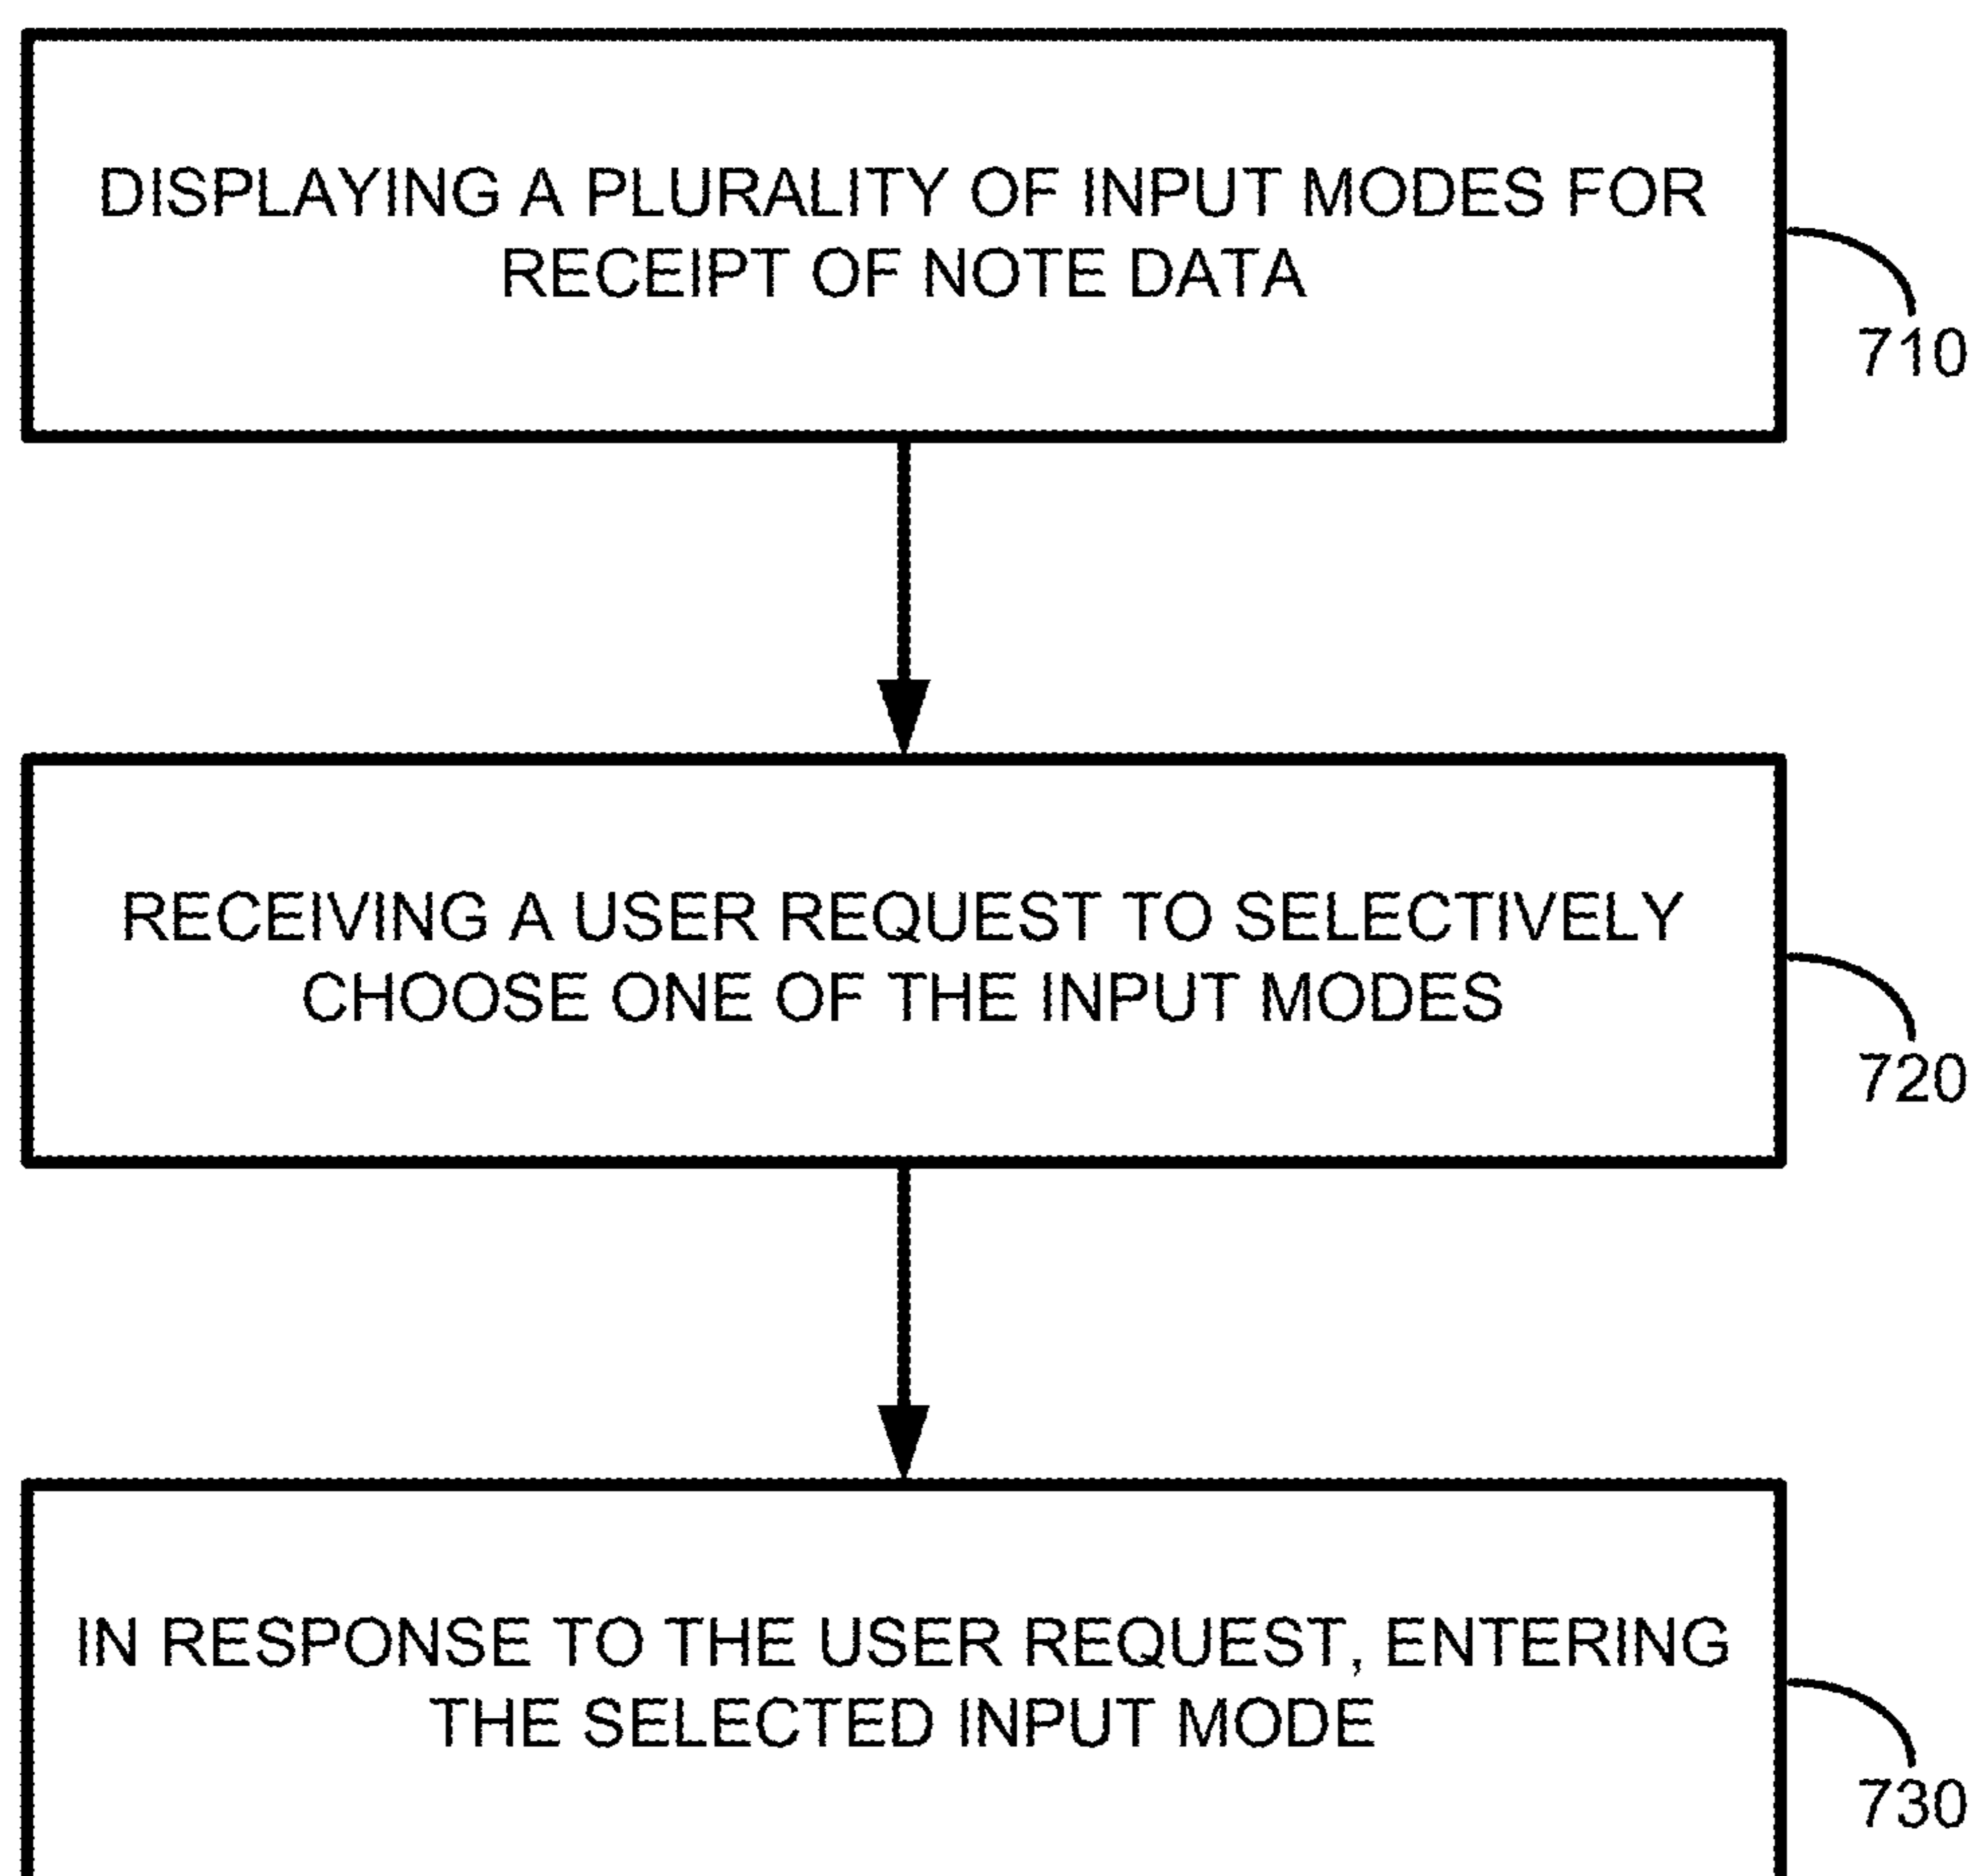 DISPLAYING A PLURALITY OF INPUT MODES FOR
RECEIPT OF NOTE DATA
710
RECEIVING A USER REQUEST TO SELECTIVELY
CHOOSE ONE OF THE INPUT MODES
720
IN RESPONSE TO THE USER REQUEST, ENTERING
THE SELECTED INPUT MODE
730